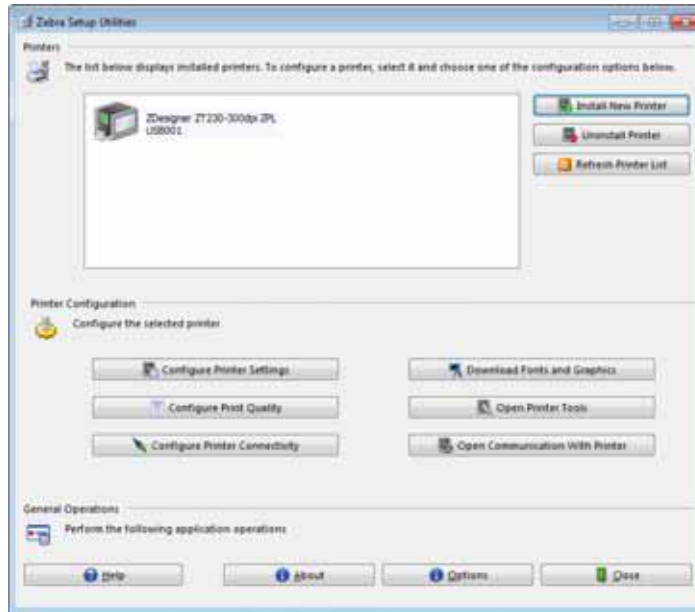 Zebra Setup Utilities
Printers
The list below displays installed printers. To configure a printer, select it and choose one of the configuration options below.
ZDesigner ZT230-300dpi ZPL
USB001
Install New Printer
Uninstall Printer
Refresh Printer List
Printer Configuration
Configure the selected printer
Configure Printer Settings
Download Fonts and Graphics
Configure Print Quality
Open Printer Tools
Configure Printer Connectivity
Open Communication With Printer
General Operations
Perform the following application operations
Help
About
Options
Close